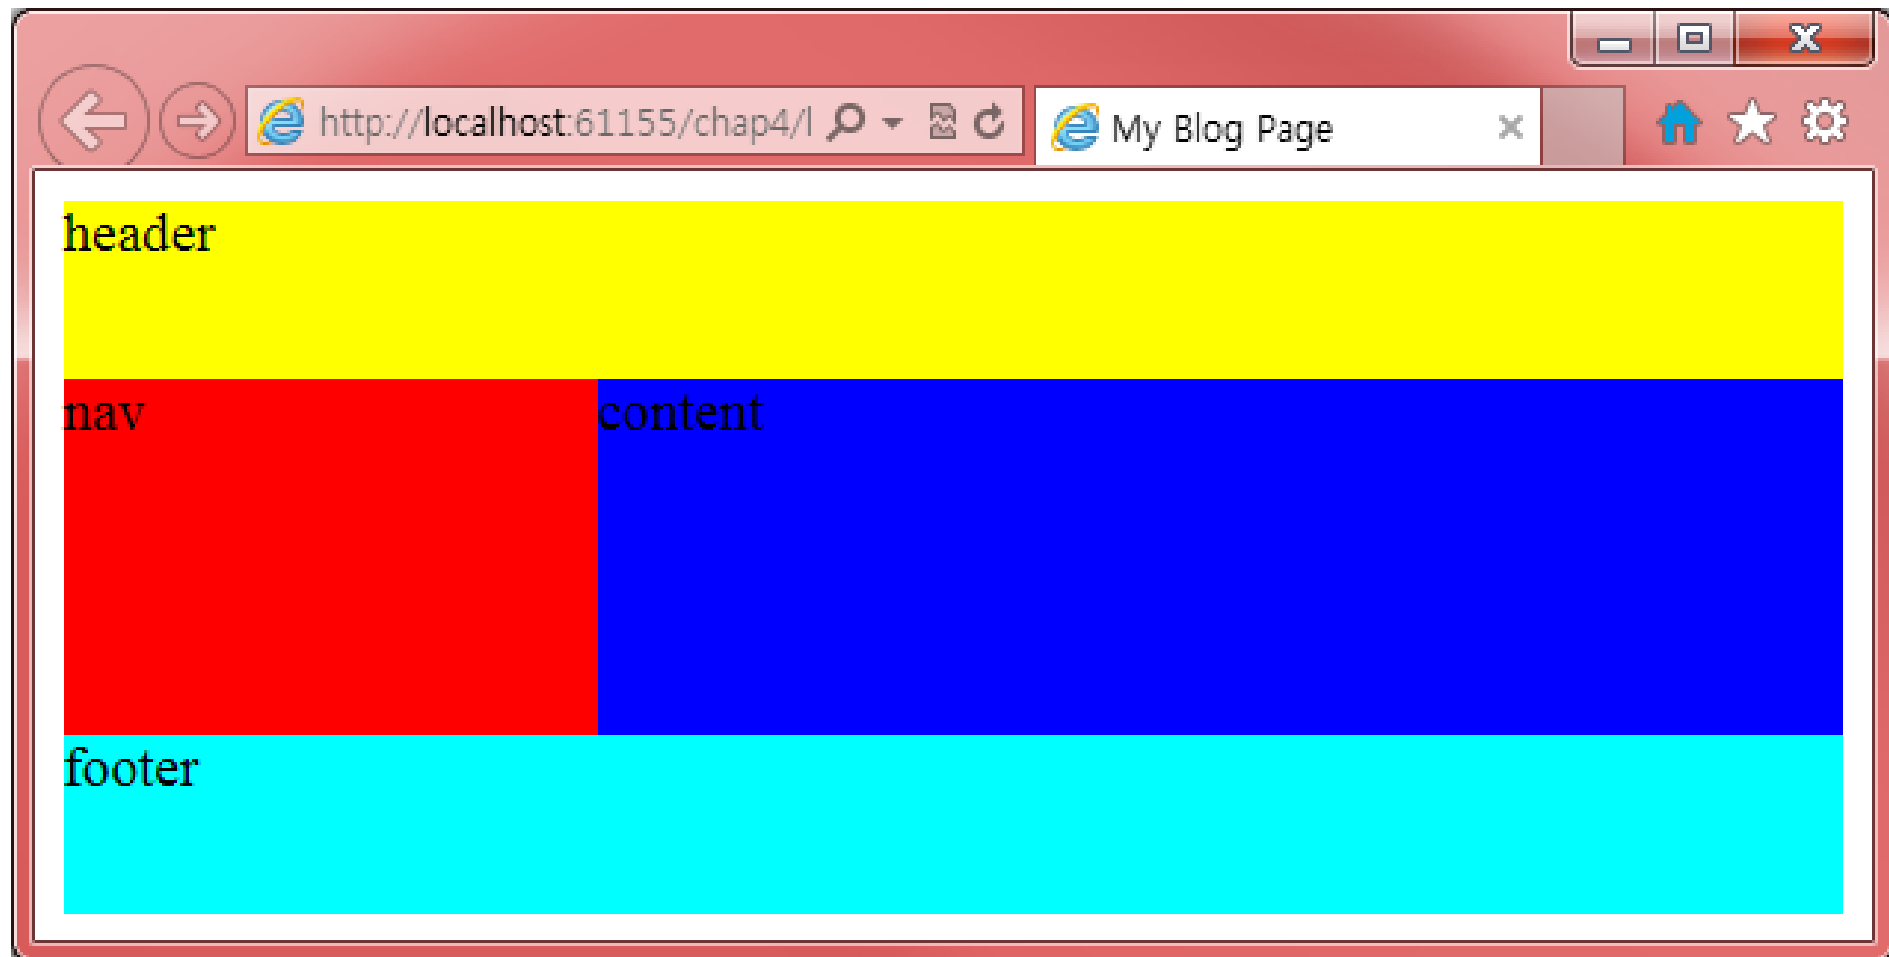 http://localhost:61155/chap4/l
My Blog Page
header
nav
content
footer